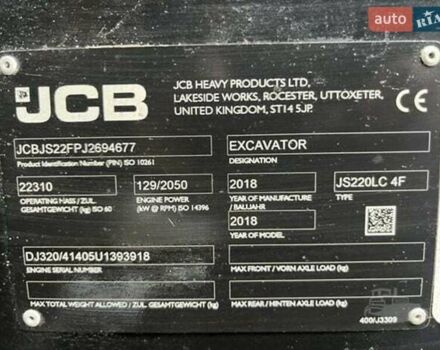 auto RIA
JCB
JCB HEAVY PRODUCTS LTD.
LAKESIDE WORKS, ROCESTER, UTTOXETER,
UNITED KINGDOM, ST14 5JP.
CE
JCBJS22FPJ2694677
Product Identification Number (PIN) ISO 10261
EXCAVATOR
DESIGNATION
22310
OPERATING MASS / ZUL.
GESAMTGEWICHT (kg) ISO 60
129/2050
ENGINE POWER
(kW @ RPM) ISO 14396
2018
YEAR OF MANUFACTURE
/ BAUJAHR
JS220LC 4F
TYPE
2018
YEAR OF MODEL
DJ320/41405U1393918
ENGINE SERIAL NUMBER
MAX FRONT / VORN AXLE LOAD (kg)
MAX TOTAL WEIGHT ALLOWED / ZUL. GESAMTGEWICHT (kg)
MAX REAR / HINTEN AXLE LOAD (kg)
400/J3309